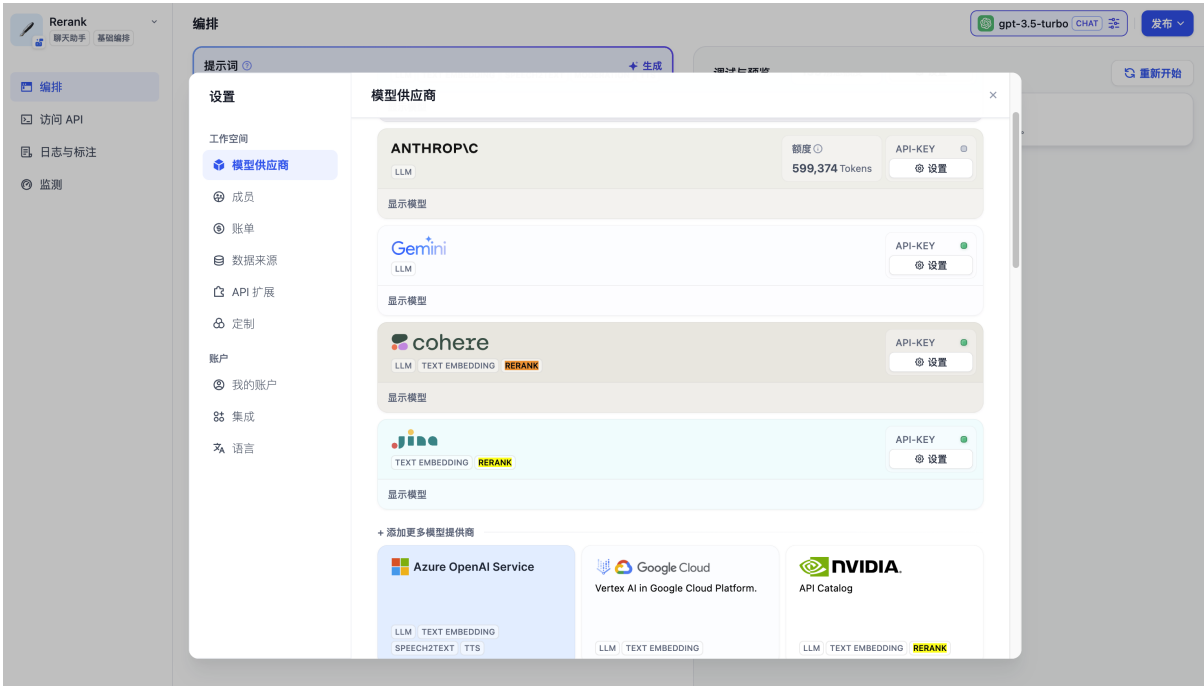 Rerank
聊天助手 基础编排
编排
访问 API
日志与标注
监测
编排
gpt-3.5-turbo CHAT
发布
提示词
生成
调试与预览
重新开始
设置
工作空间
模型供应商
成员
账单
数据来源
API 扩展
定制
账户
我的账户
集成
语言
模型供应商
ANTHROP\C
LLM
额度
599,374 Tokens
API-KEY
设置
显示模型
Gemini
LLM
API-KEY
设置
显示模型
cohere
LLM TEXT EMBEDDING RERANK
API-KEY
设置
显示模型
Jina
TEXT EMBEDDING RERANK
API-KEY
设置
显示模型
+ 添加更多模型提供商
Azure OpenAI Service
LLM TEXT EMBEDDING
SPEECH2TEXT TTS
Google Cloud
Vertex AI in Google Cloud Platform.
LLM TEXT EMBEDDING
NVIDIA.
API Catalog
LLM TEXT EMBEDDING RERANK